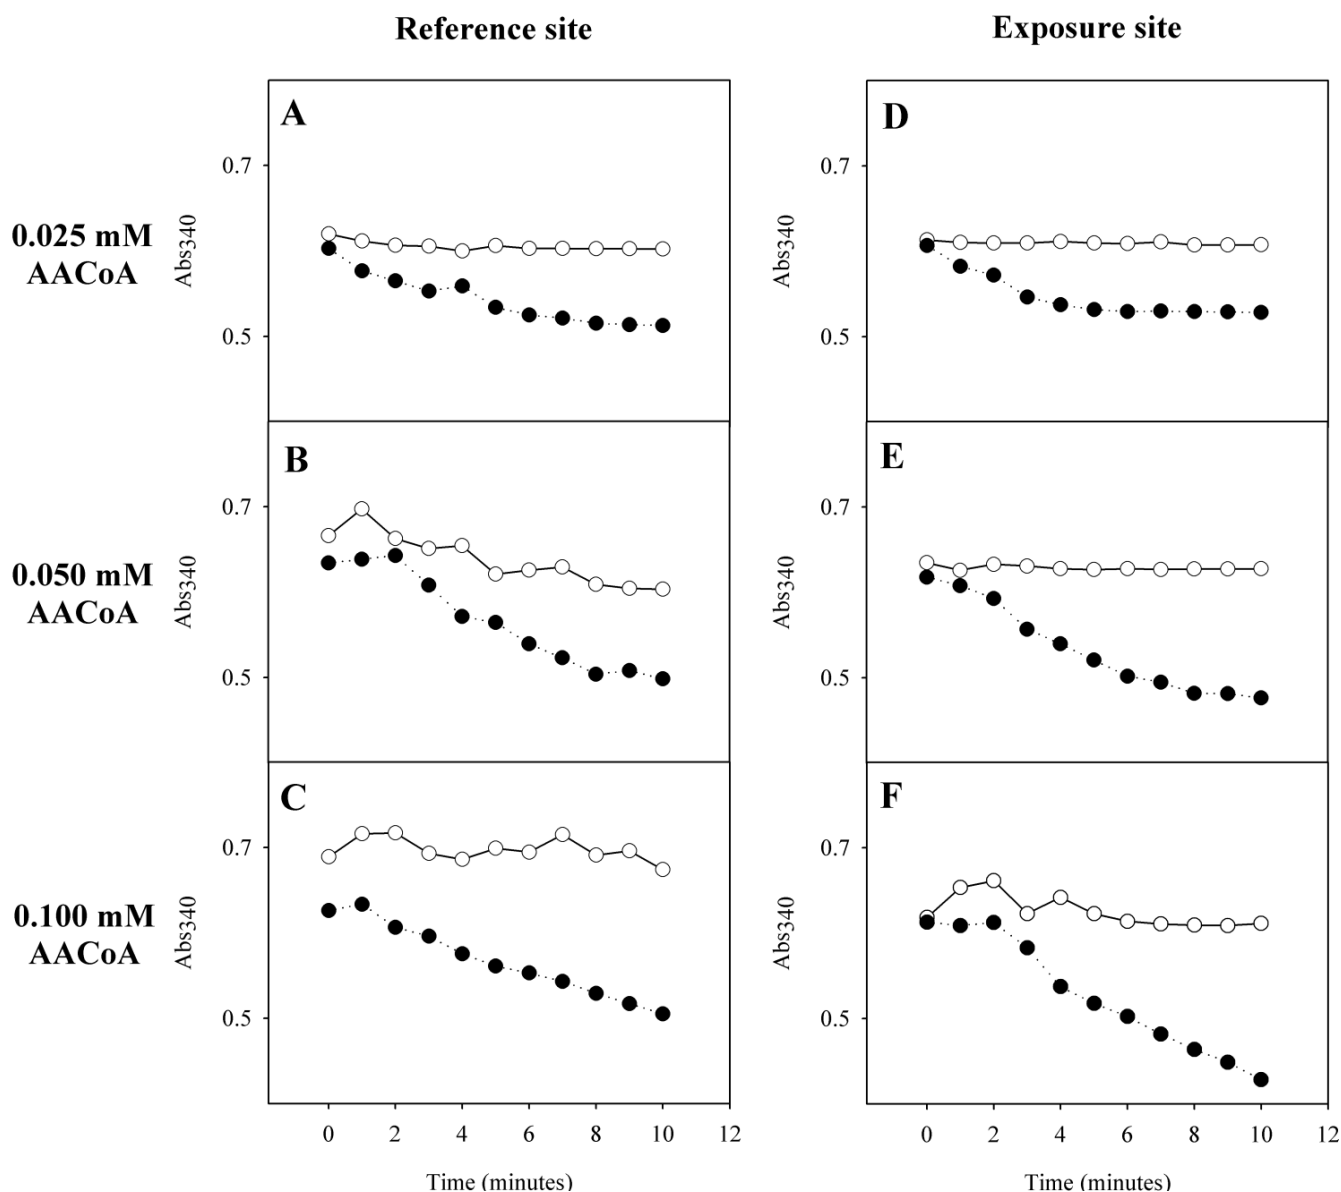 Reference site
Exposure site
A
D
0.7
0.7
0.025 mM
AACoA
Abs340
Abs340
0.5
0.5
B
E
0.7
0.7
0.050 mM
AACoA
Abs340
Abs340
0.5
0.5
C
F
0.7
0.7
0.100 mM
AACoA
Abs340
Abs340
0.5
0.5
0 2 4 6 8 10 12
0 2 4 6 8 10 12
Time (minutes)
Time (minutes)